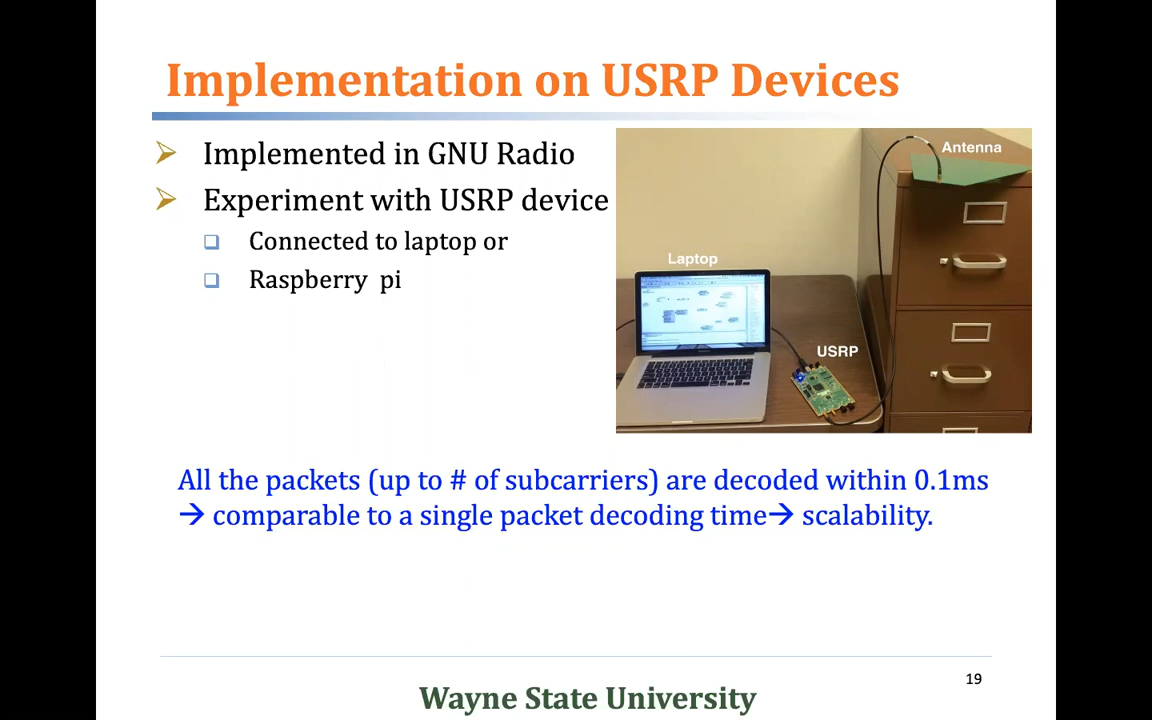 Implementation on USRP Devices
Implemented in GNU Radio
Experiment with USRP device
Connected to laptop or
Raspberry pi
Antenna
Laptop
USRP
All the packets (up to # of subcarriers) are decoded within 0.1ms
→ comparable to a single packet decoding time→ scalability.
19
Wayne State University